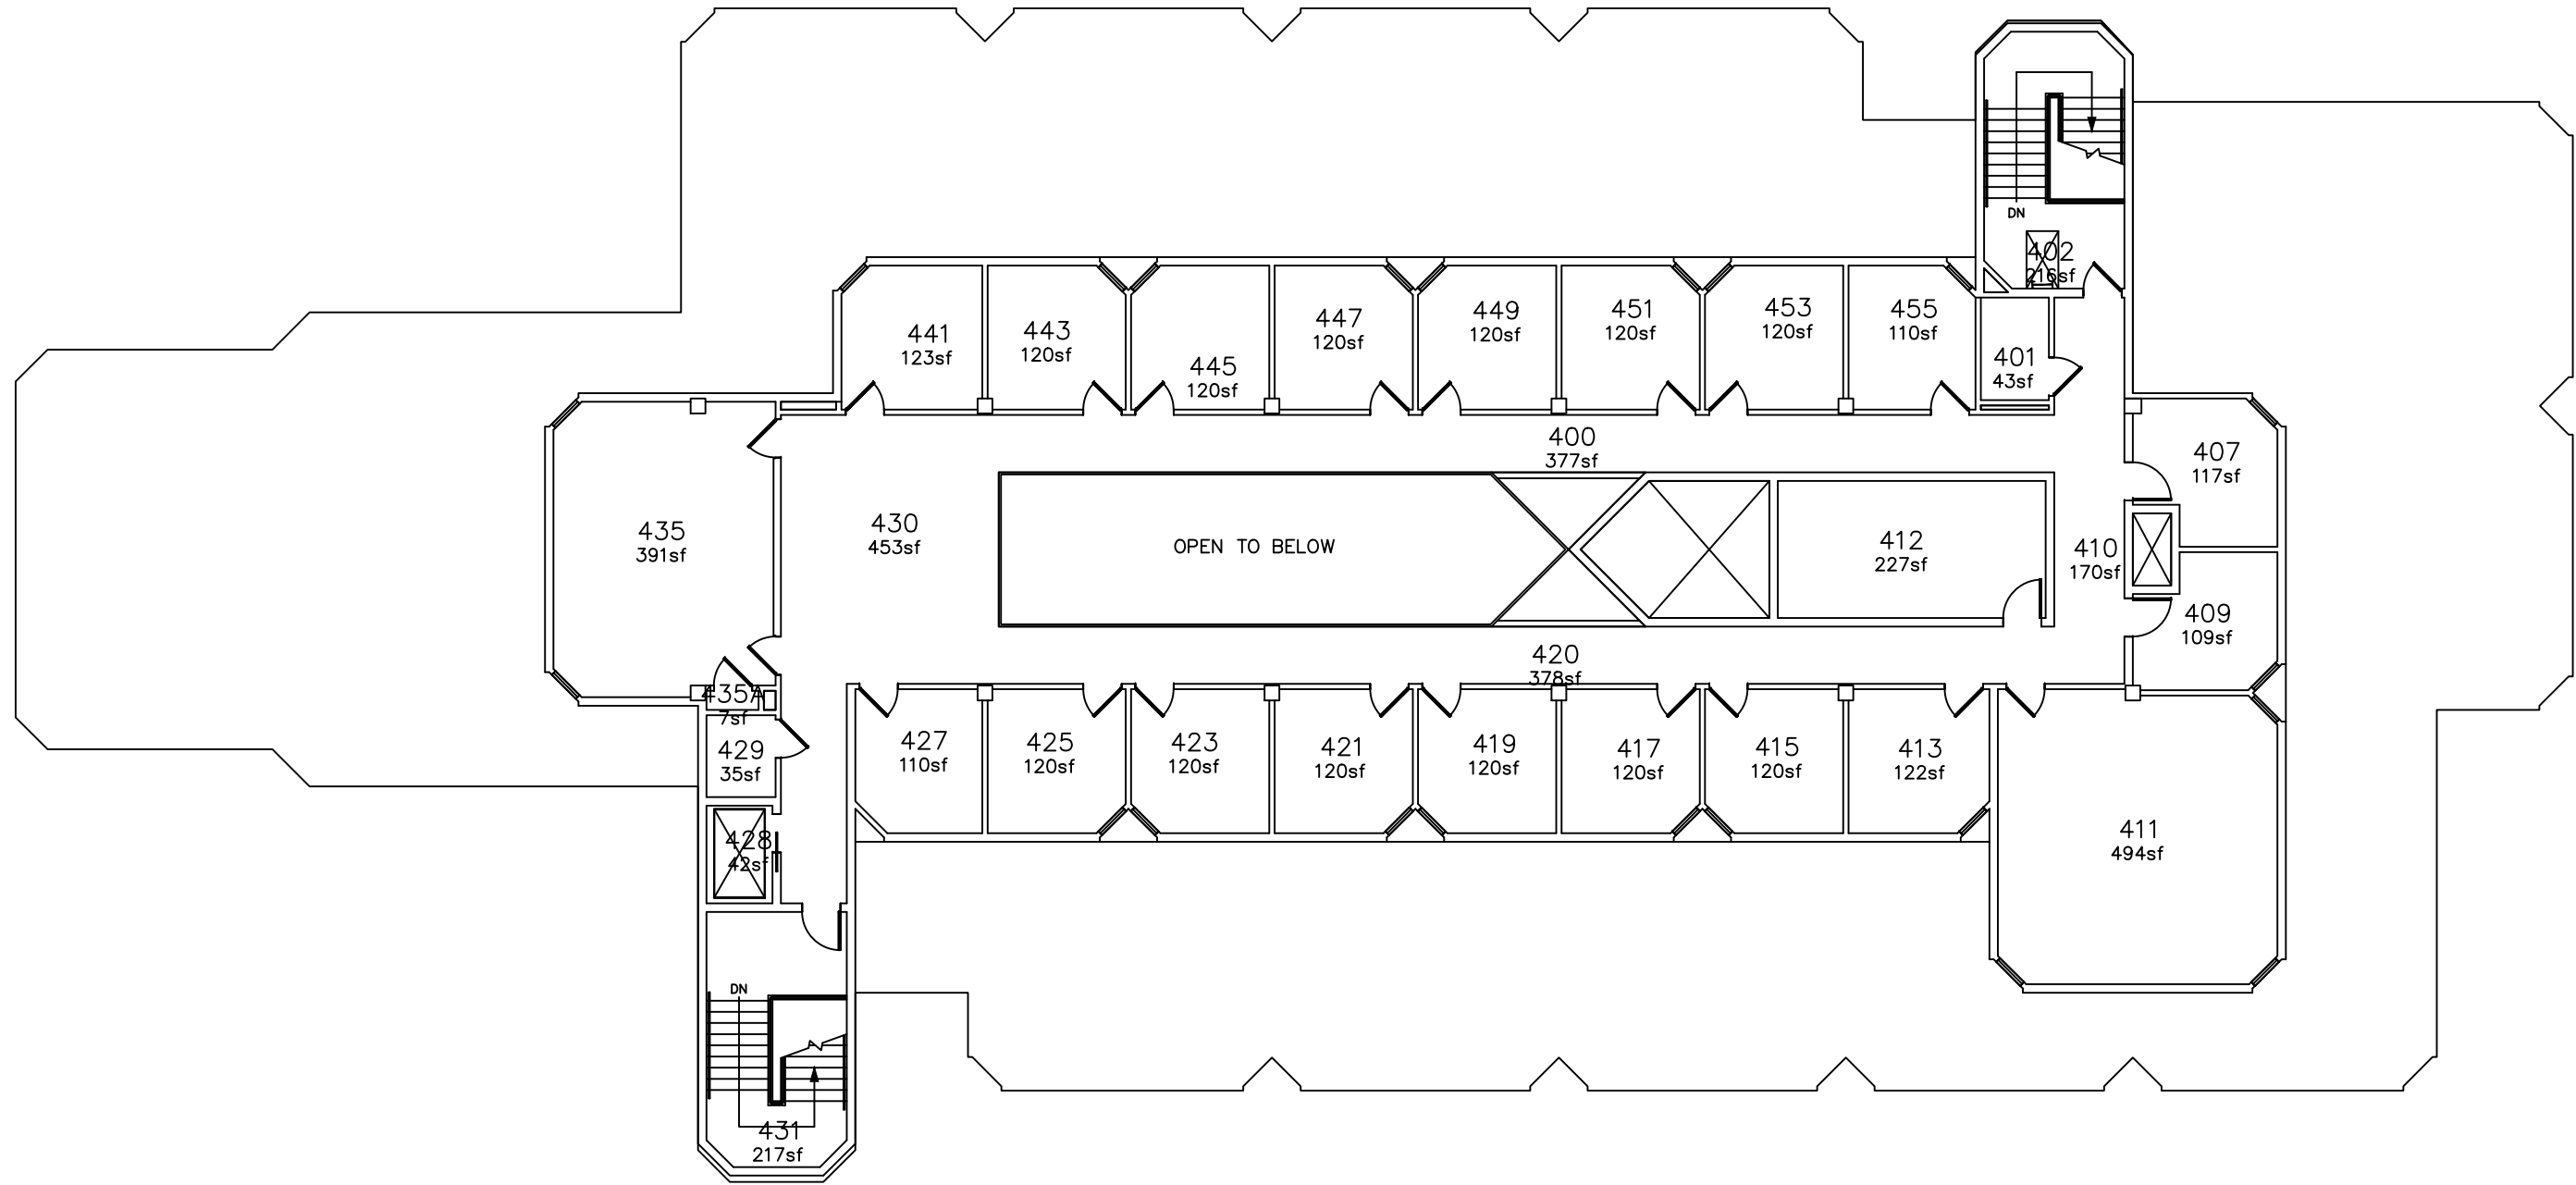 DN
402
216sf
441
123sf
443
120sf
445
120sf
447
120sf
449
120sf
451
120sf
453
120sf
455
110sf
401
43sf
400
377sf
407
117sf
435
391sf
430
453sf
OPEN TO BELOW
412
227sf
410
170sf
409
109sf
420
378sf
435A
7sf
429
35sf
427
110sf
425
120sf
423
120sf
421
120sf
419
120sf
417
120sf
415
120sf
413
122sf
411
494sf
428
42sf
DN
431
217sf